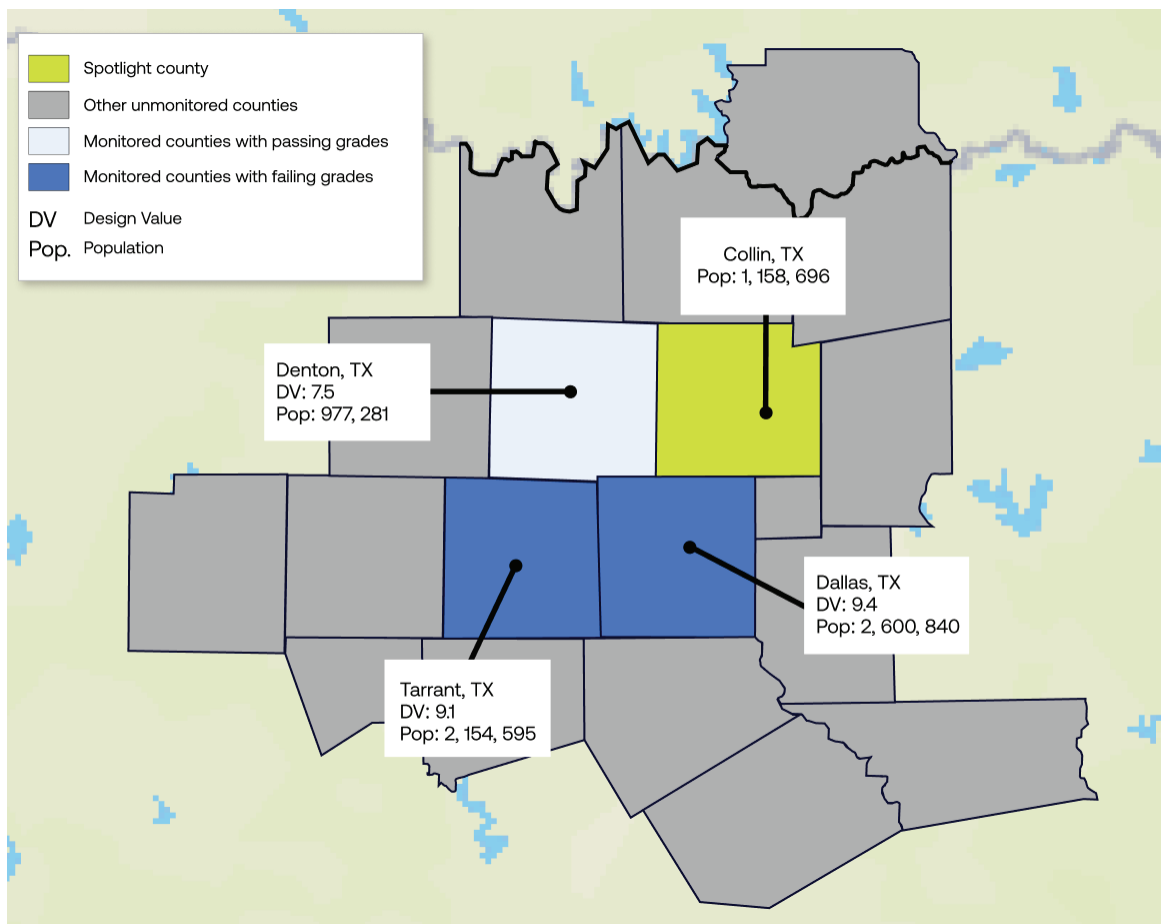 Spotlight county
Other unmonitored counties
Monitored counties with passing grades
Monitored counties with failing grades
DV Design Value
Pop. Population
Collin, TX
Pop: 1, 158, 696
Denton, TX
DV: 7.5
Pop: 977, 281
Dallas, TX
DV: 9.4
Pop: 2, 600, 840
Tarrant, TX
DV: 9.1
Pop: 2, 154, 595